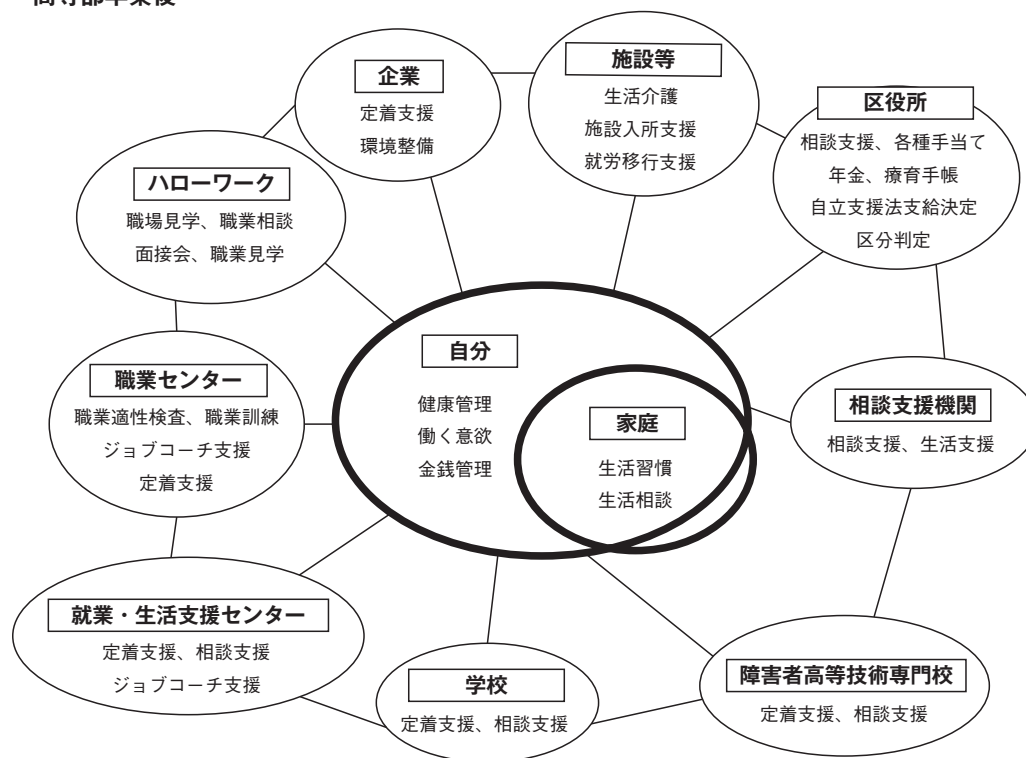 高等部卒業後
企業
定着支援
環境整備
施設等
生活介護
施設入所支援
就労移行支援
区役所
相談支援、各種手当て
年金、療育手帳
自立支援法支給決定
区分判定
ハローワーク
職場見学、職業相談
面接会、職業見学
自分
健康管理
働く意欲
金銭管理
家庭
生活習慣
生活相談
職業センター
職業適性検査、職業訓練
ジョブコーチ支援
定着支援
相談支援機関
相談支援、生活支援
就業・生活支援センター
定着支援、相談支援
ジョブコーチ支援
学校
定着支援、相談支援
障害者高等技術専門校
定着支援、相談支援